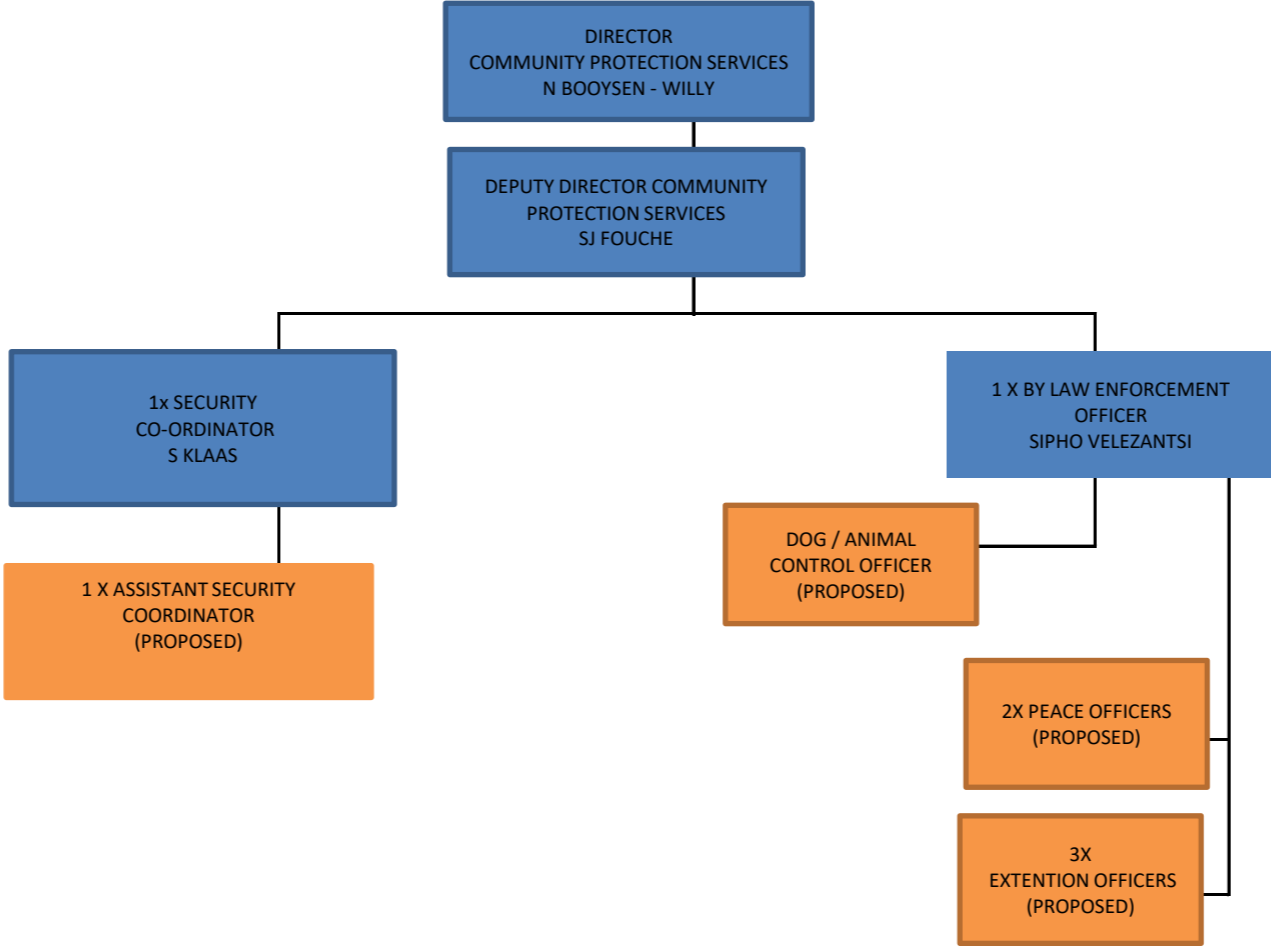 DIRECTOR
COMMUNITY PROTECTION SERVICES
N BOOYSEN - WILLY
DEPUTY DIRECTOR COMMUNITY
PROTECTION SERVICES
SJ FOUCHE
1x SECURITY
CO-ORDINATOR
S KLAAS
1 X BY LAW ENFORCEMENT
OFFICER
SIPHO VELEZANTSI
1 X ASSISTANT SECURITY
COORDINATOR
(PROPOSED)
DOG / ANIMAL
CONTROL OFFICER
(PROPOSED)
2X PEACE OFFICERS
(PROPOSED)
3X
EXTENTION OFFICERS
(PROPOSED)